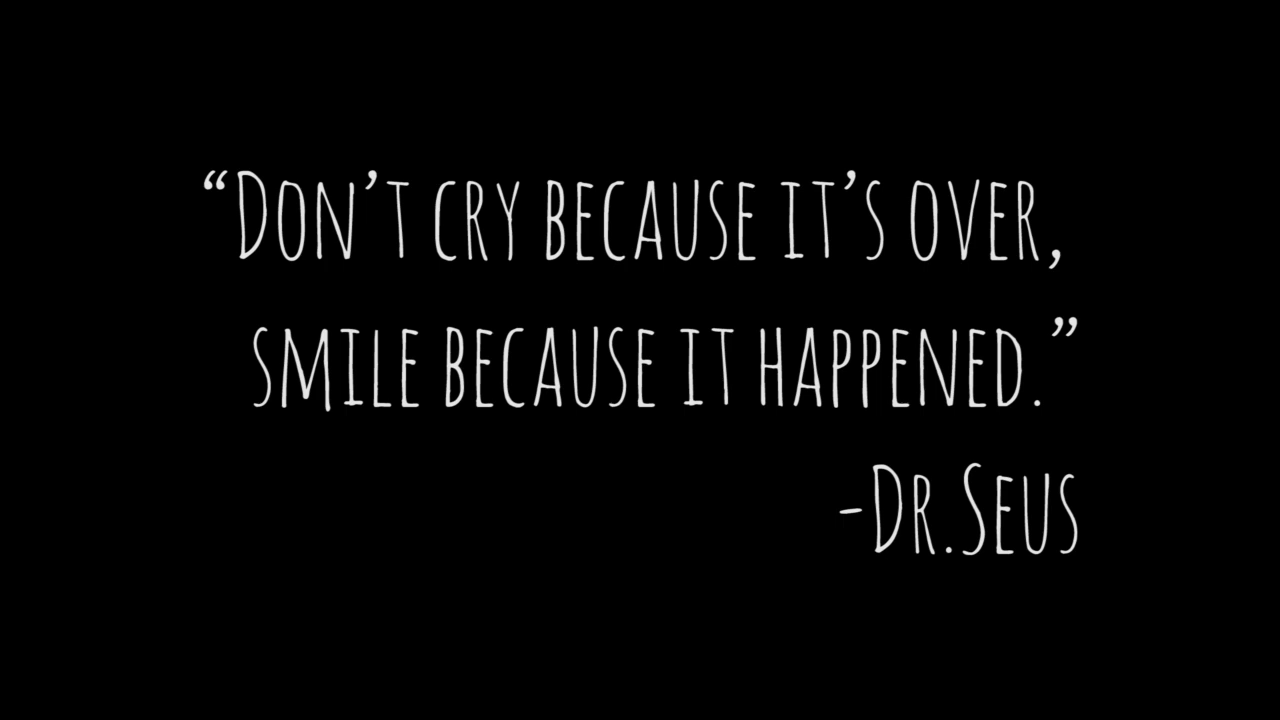 “Don’t cry because it’s over,
smile because it happened.”
-Dr.Seus